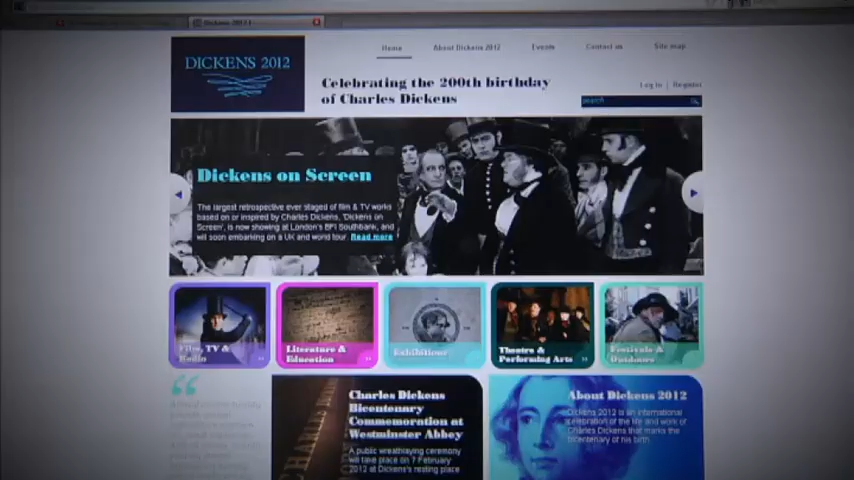 Dickens 2012 |
DICKENS 2012
Home
About Dickens 2012
Events
Contact us
Site map
Celebrating the 200th birthday
of Charles Dickens
Log in | Register
search
Dickens on Screen
The largest retrospective ever staged of film & TV works
based on or inspired by Charles Dickens, 'Dickens on
Screen', is now showing at London's BFI Southbank, and
will soon embarking on a UK and world tour. Read more
Film, TV &
Radio
Literature &
Education
Exhibitions
Theatre &
Performing Arts
Festivals &
Outdoors
Charles Dickens
Bicentenary
Commemoration at
Westminster Abbey
A public wreathlaying ceremony
will take place on 7 February
2012 at Dickens's resting place
CHARLES
About Dickens 2012
Dickens 2012 is an international
celebration of the life and work of
Charles Dickens that marks the
bicentenary of his birth.